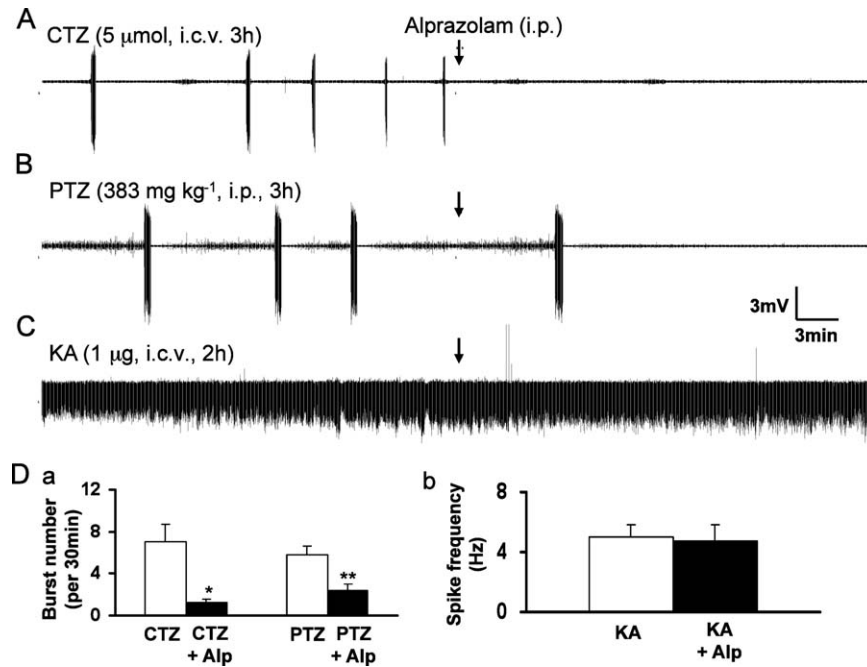 A
CTZ (5 μmol, i.c.v. 3h)
Alprazolam (i.p.)
B
PTZ (383 mg kg⁻¹, i.p., 3h)
3mV
3min
C
KA (1 μg, i.c.v., 2h)
D a
Burst number
(per 30min)
12
8
4
0
*
**
CTZ
CTZ
+ Alp
PTZ
PTZ
+ Alp
b
Spike frequency
(Hz)
8
4
0
KA
KA
+ Alp